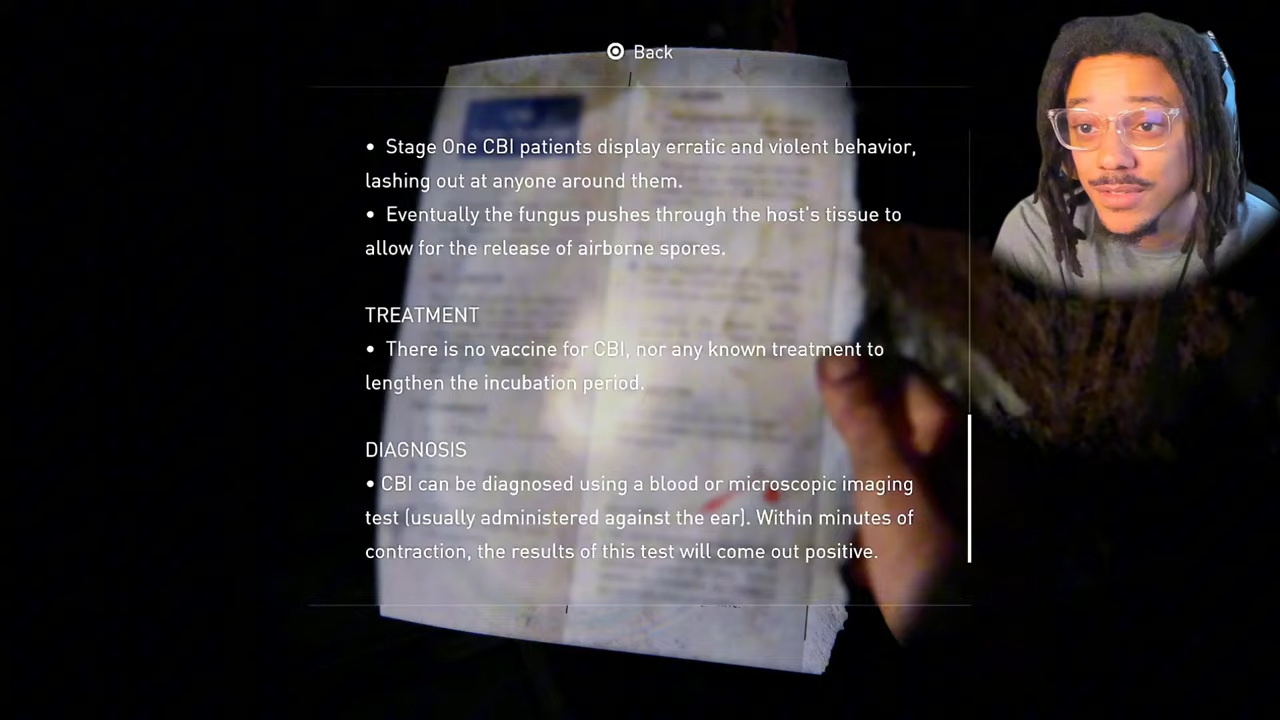 Back
• Stage One CBI patients display erratic and violent behavior,
lashing out at anyone around them.
• Eventually the fungus pushes through the host's tissue to
allow for the release of airborne spores.
TREATMENT
• There is no vaccine for CBI, nor any known treatment to
lengthen the incubation period.
DIAGNOSIS
• CBI can be diagnosed using a blood or microscopic imaging
test (usually administered against the ear). Within minutes of
contraction, the results of this test will come out positive.